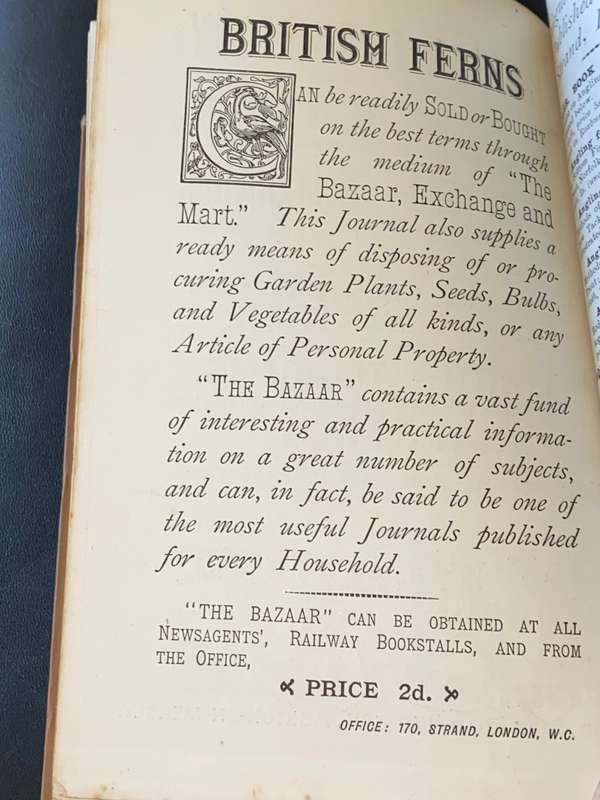 BRITISH FERNS
CAN be readily SOLD or BOUGHT
on the best terms through
the medium of "The
Bazaar, Exchange and
Mart." This Journal also supplies a
ready means of disposing of or pro-
curing Garden Plants, Seeds, Bulbs,
and Vegetables of all kinds, or any
Article of Personal Property.
"THE BAZAAR" contains a vast fund
of interesting and practical informa-
tion on a great number of subjects,
and can, in fact, be said to be one of
the most useful Journals published
for every Household.
"THE BAZAAR" CAN BE OBTAINED AT ALL
NEWSAGENTS', RAILWAY BOOKSTALLS, AND FROM
THE OFFICE,
PRICE 2d.
OFFICE: 170, STRAND, LONDON, W.C.
BOOK